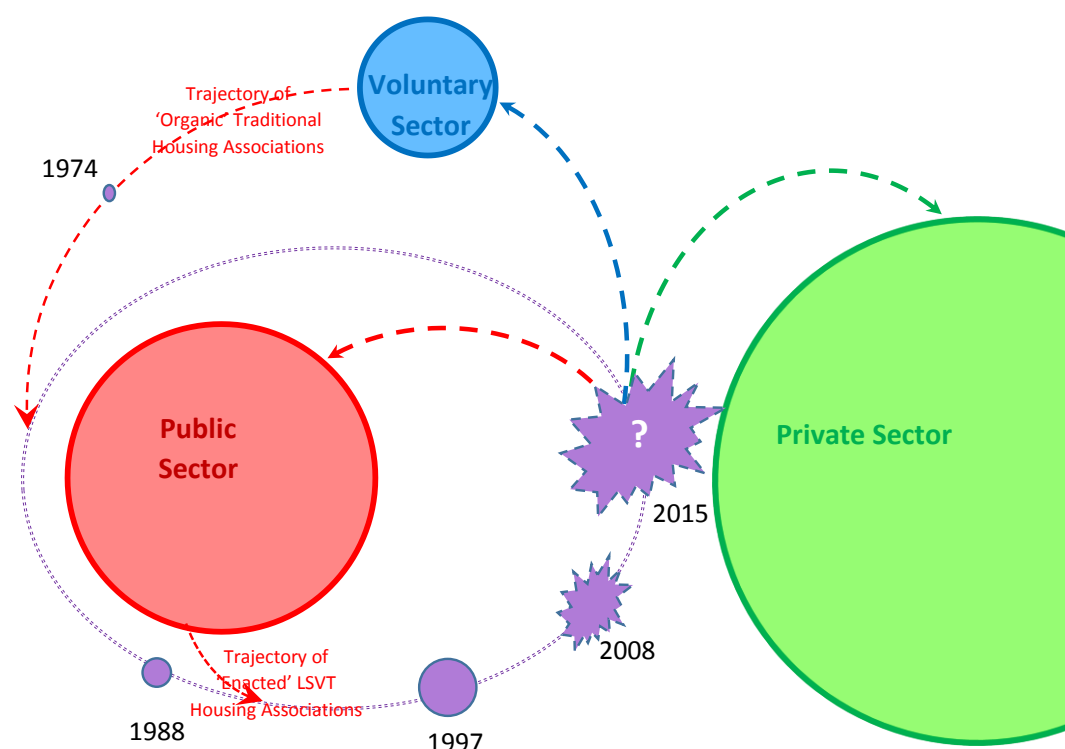 Voluntary
Sector
Trajectory of
‘Organic’ Traditional
Housing Associations
1974
Public
Sector
?
Private Sector
2015
2008
Trajectory of
‘Enacted’ LSVT
Housing Associations
1988
1997